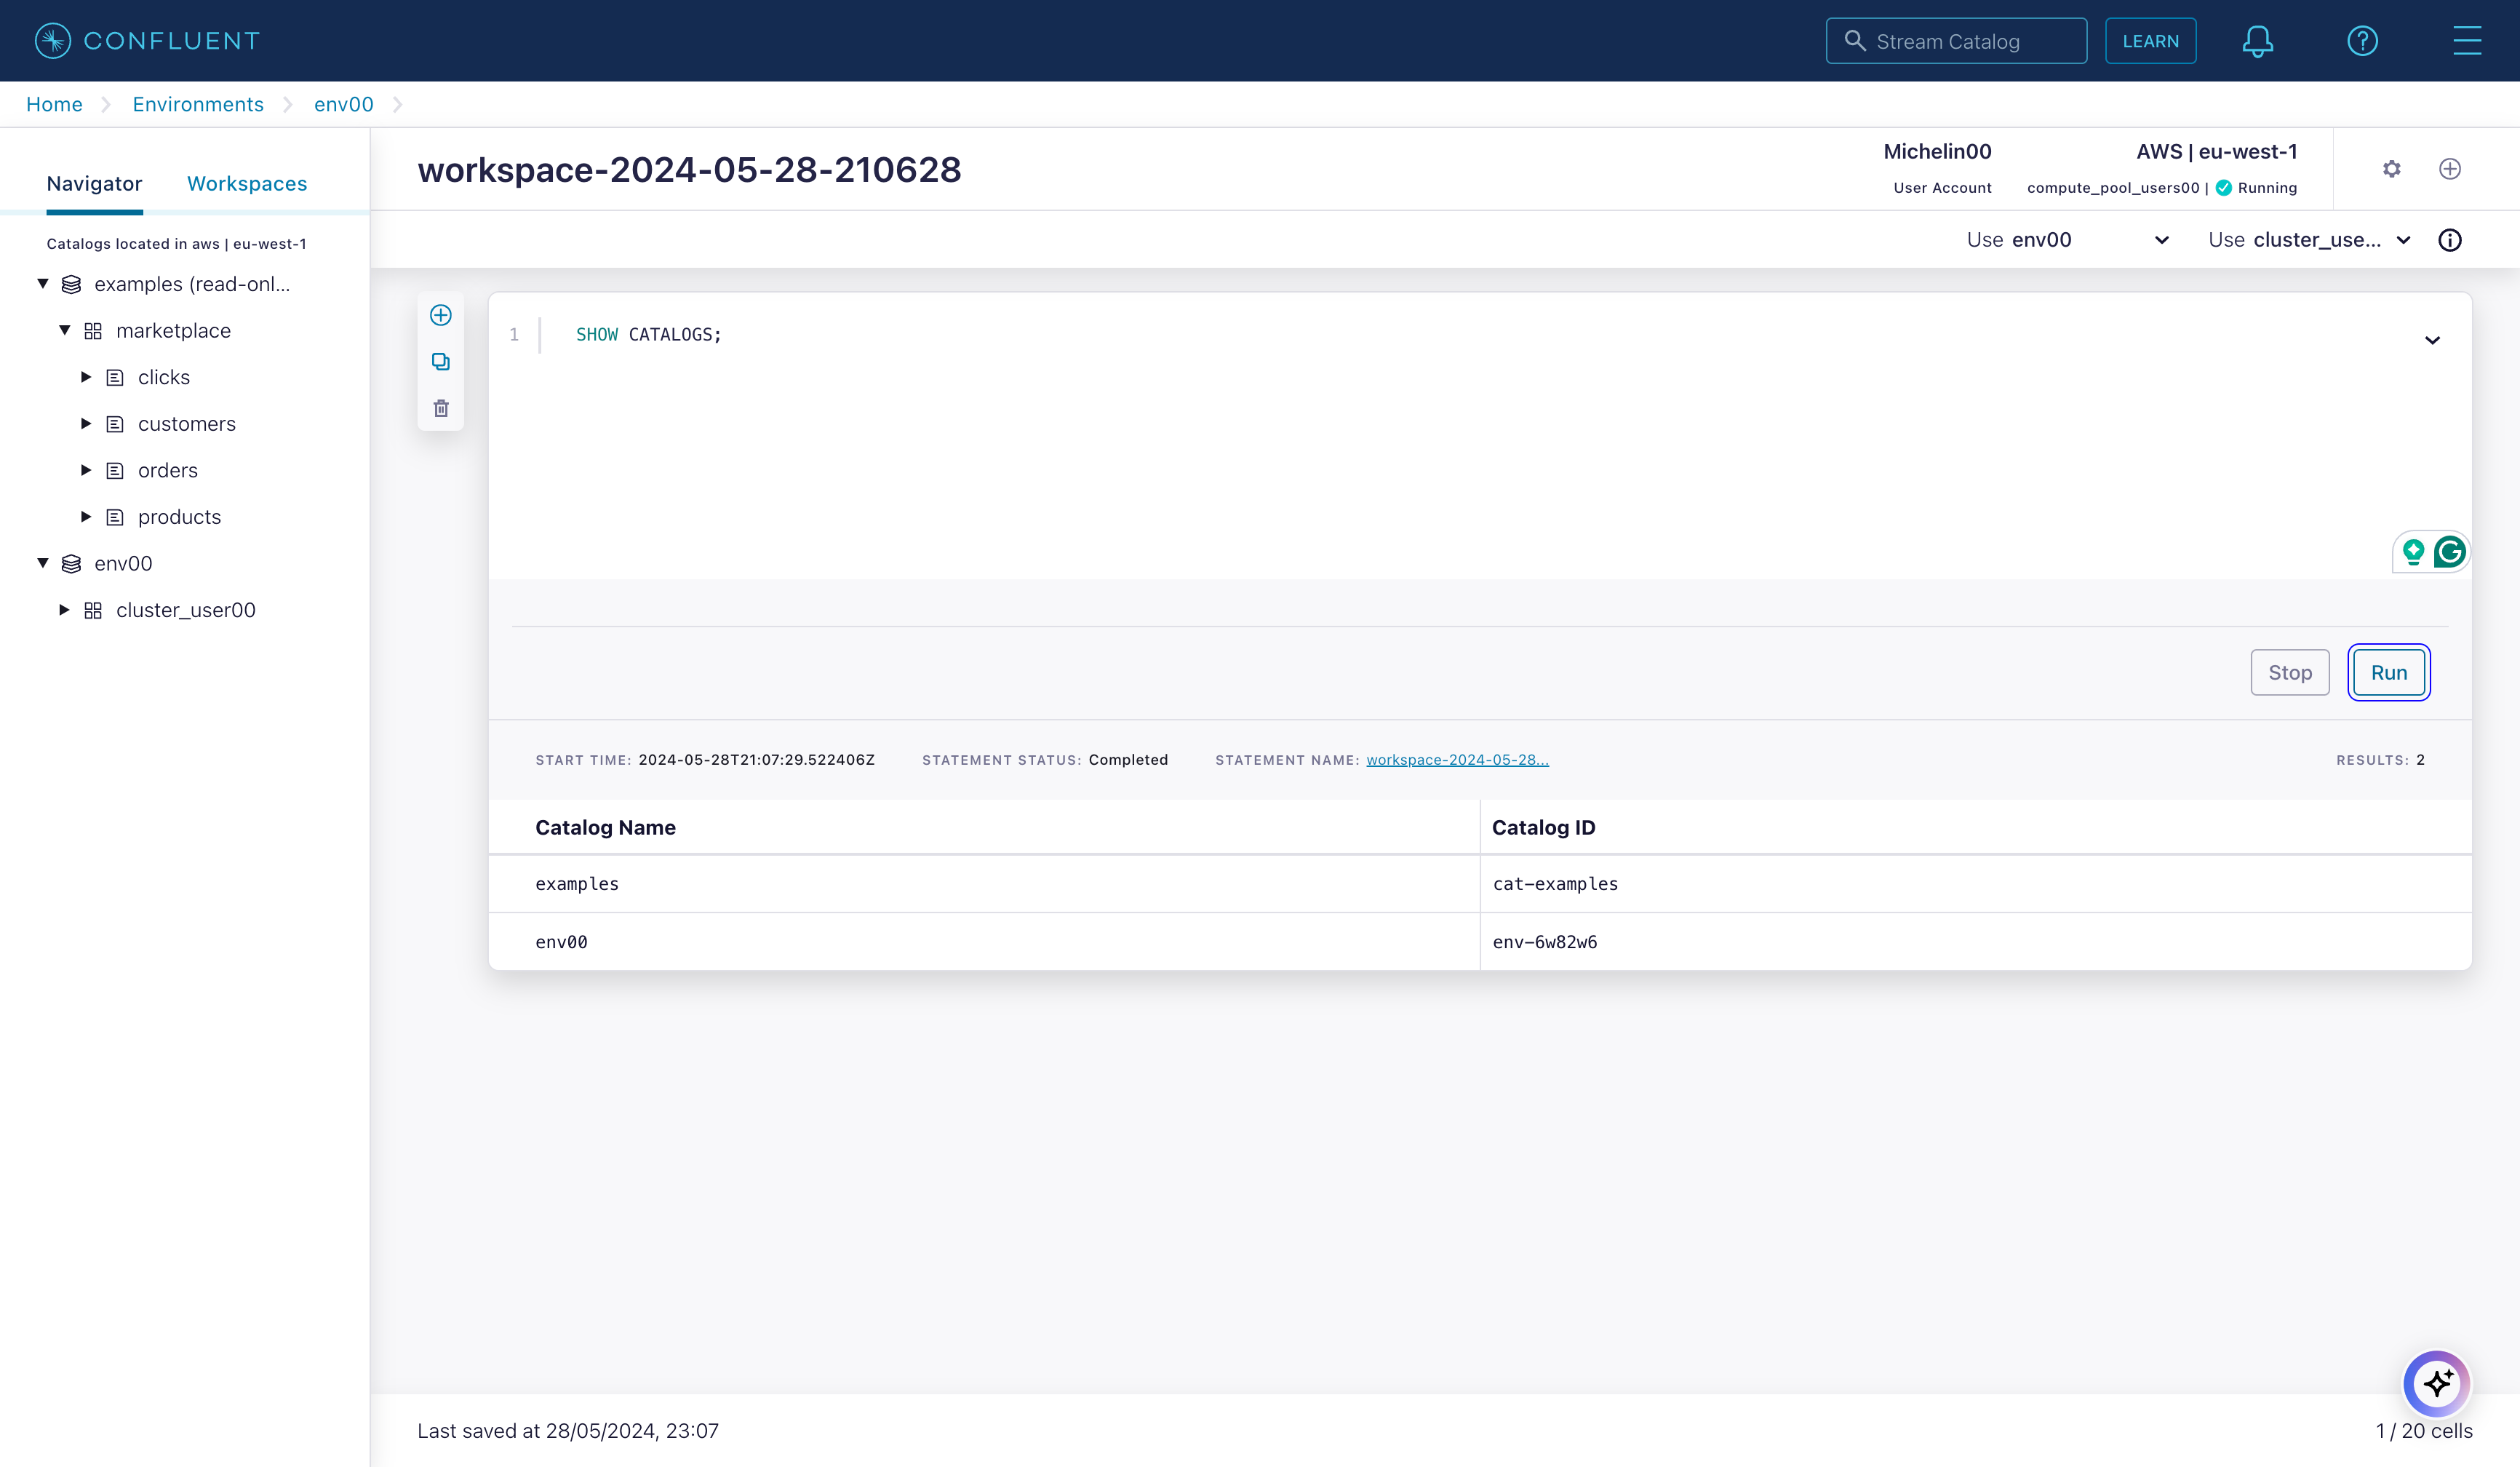 CONFLUENT
Stream Catalog
LEARN
Home
Environments
env00
Navigator
Workspaces
Catalogs located in aws | eu-west-1
examples (read-onl...
marketplace
clicks
customers
orders
products
env00
cluster_user00
workspace-2024-05-28-210628
Michelin00
User Account
AWS | eu-west-1
compute_pool_users00 | Running
Use env00
Use cluster_use...
1 SHOW CATALOGS;
Stop
Run
START TIME: 2024-05-28T21:07:29.522406Z
STATEMENT STATUS: Completed
STATEMENT NAME: workspace-2024-05-28...
RESULTS: 2
Catalog Name
Catalog ID
examples
cat-examples
env00
env-6w82w6
Last saved at 28/05/2024, 23:07
1 / 20 cells